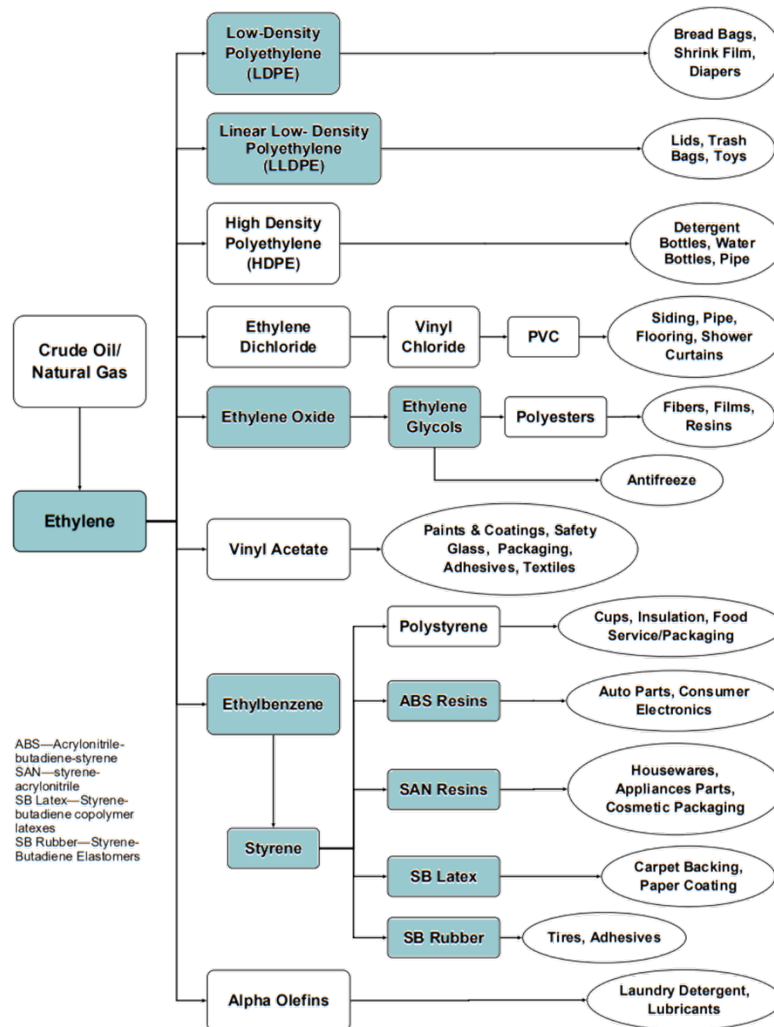 Low-Density
Polyethylene
(LDPE)
Bread Bags,
Shrink Film,
Diapers
Linear Low- Density
Polyethylene
(LLDPE)
Lids, Trash
Bags, Toys
High Density
Polyethylene
(HDPE)
Detergent
Bottles, Water
Bottles, Pipe
Crude Oil/
Natural Gas
Ethylene
Dichloride
Vinyl
Chloride
PVC
Siding, Pipe,
Flooring, Shower
Curtains
Ethylene Oxide
Ethylene
Glycols
Polyesters
Fibers, Films,
Resins
Antifreeze
Ethylene
Vinyl Acetate
Paints & Coatings, Safety
Glass, Packaging,
Adhesives, Textiles
Polystyrene
Cups, Insulation, Food
Service/Packaging
Ethylbenzene
ABS Resins
Auto Parts, Consumer
Electronics
ABS—Acrylonitrile-
butadiene-styrene
SAN—styrene-
acrylonitrile
SB Latex—Styrene-
butadiene copolymer
latexes
SB Rubber—Styrene-
Butadiene Elastomers
SAN Resins
Housewares,
Appliances Parts,
Cosmetic Packaging
Styrene
SB Latex
Carpet Backing,
Paper Coating
SB Rubber
Tires, Adhesives
Alpha Olefins
Laundry Detergent,
Lubricants